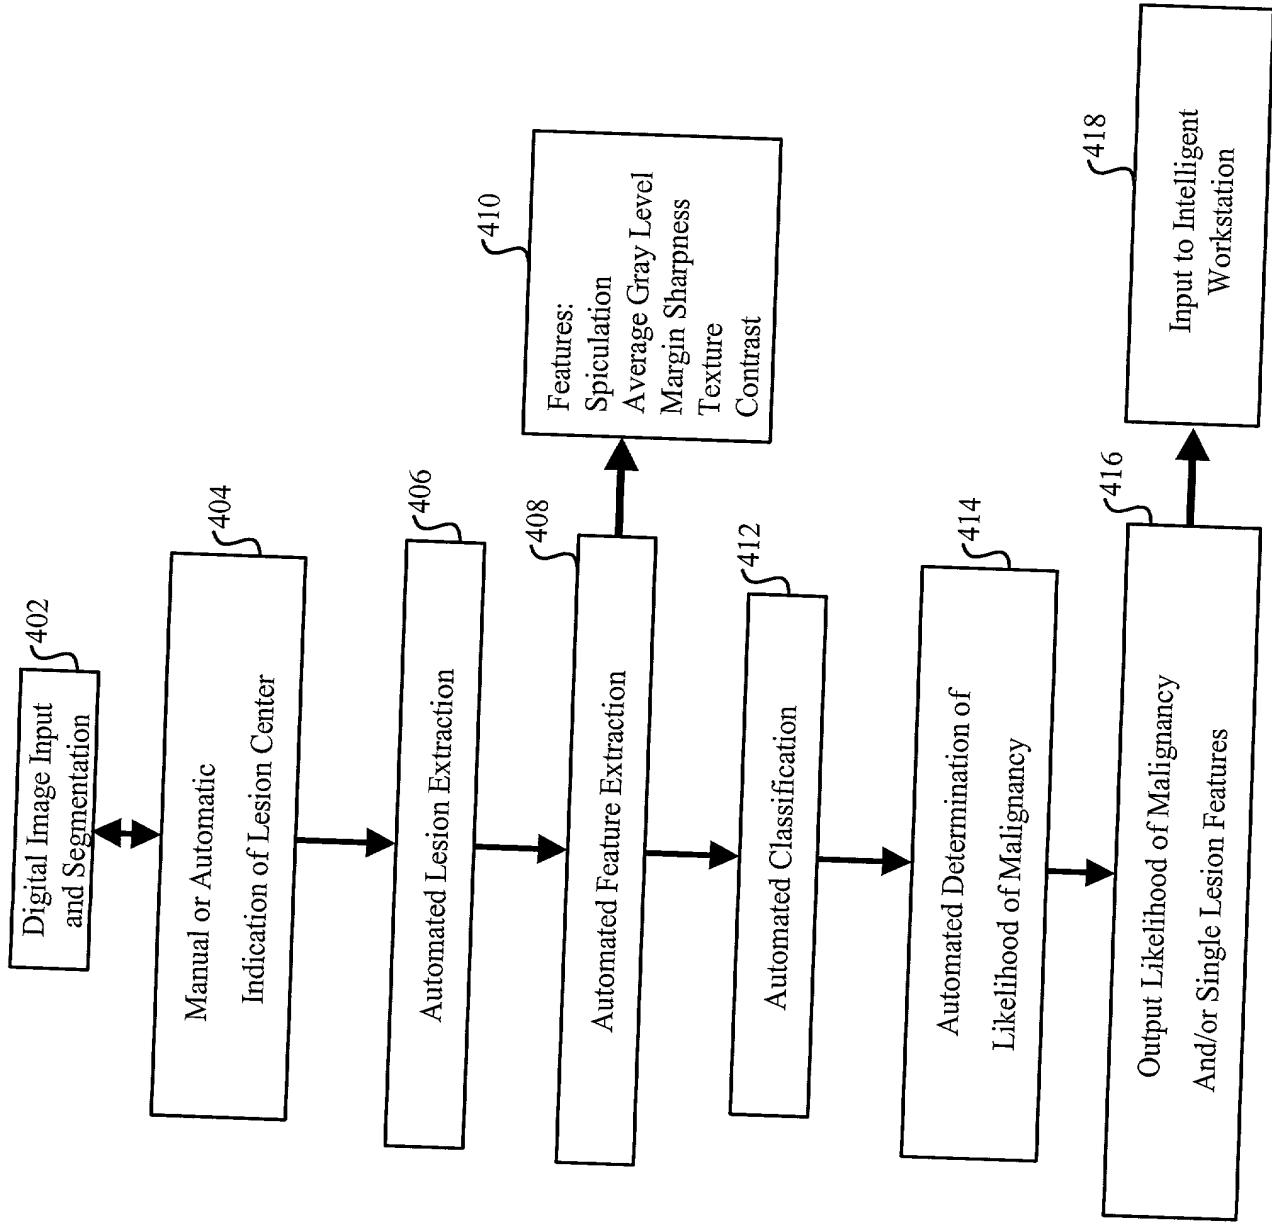 402
Digital Image Input
and Segmentation
404
Manual or Automatic
Indication of Lesion Center
406
Automated Lesion Extraction
408
Automated Feature Extraction
410
Features:
Spiculation
Average Gray Level
Margin Sharpness
Texture
Contrast
412
Automated Classification
414
Automated Determination of
Likelihood of Malignancy
416
Output Likelihood of Malignancy
And/or Single Lesion Features
418
Input to Intelligent
Workstation